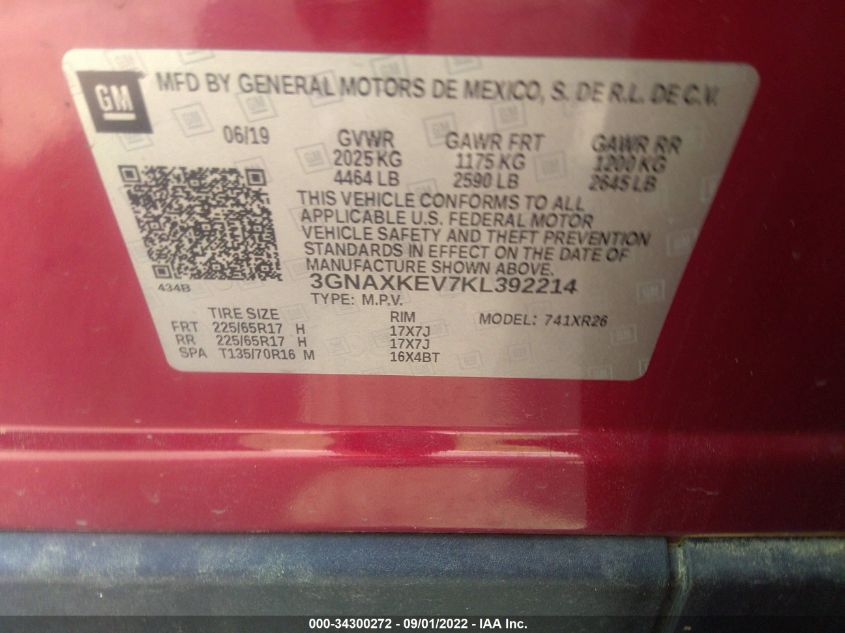 GM
MFD BY GENERAL MOTORS DE MEXICO, S. DE R.L. DE C.V.
06/19 GVWR GAWR FRT GAWR RR
2025 KG 1175 KG 1200 KG
4464 LB 2590 LB 2645 LB
THIS VEHICLE CONFORMS TO ALL
APPLICABLE U.S. FEDERAL MOTOR
VEHICLE SAFETY AND THEFT PREVENTION
STANDARDS IN EFFECT ON THE DATE OF
MANUFACTURE SHOWN ABOVE.
434B
3GNAXKEV7KL392214
TYPE: M.P.V.
TIRE SIZE RIM MODEL: 741XR26
FRT 225/65R17 H 17X7J
RR 225/65R17 H 17X7J
SPA T135/70R16 M 16X4BT
000-34300272 - 09/01/2022 - IAA Inc.